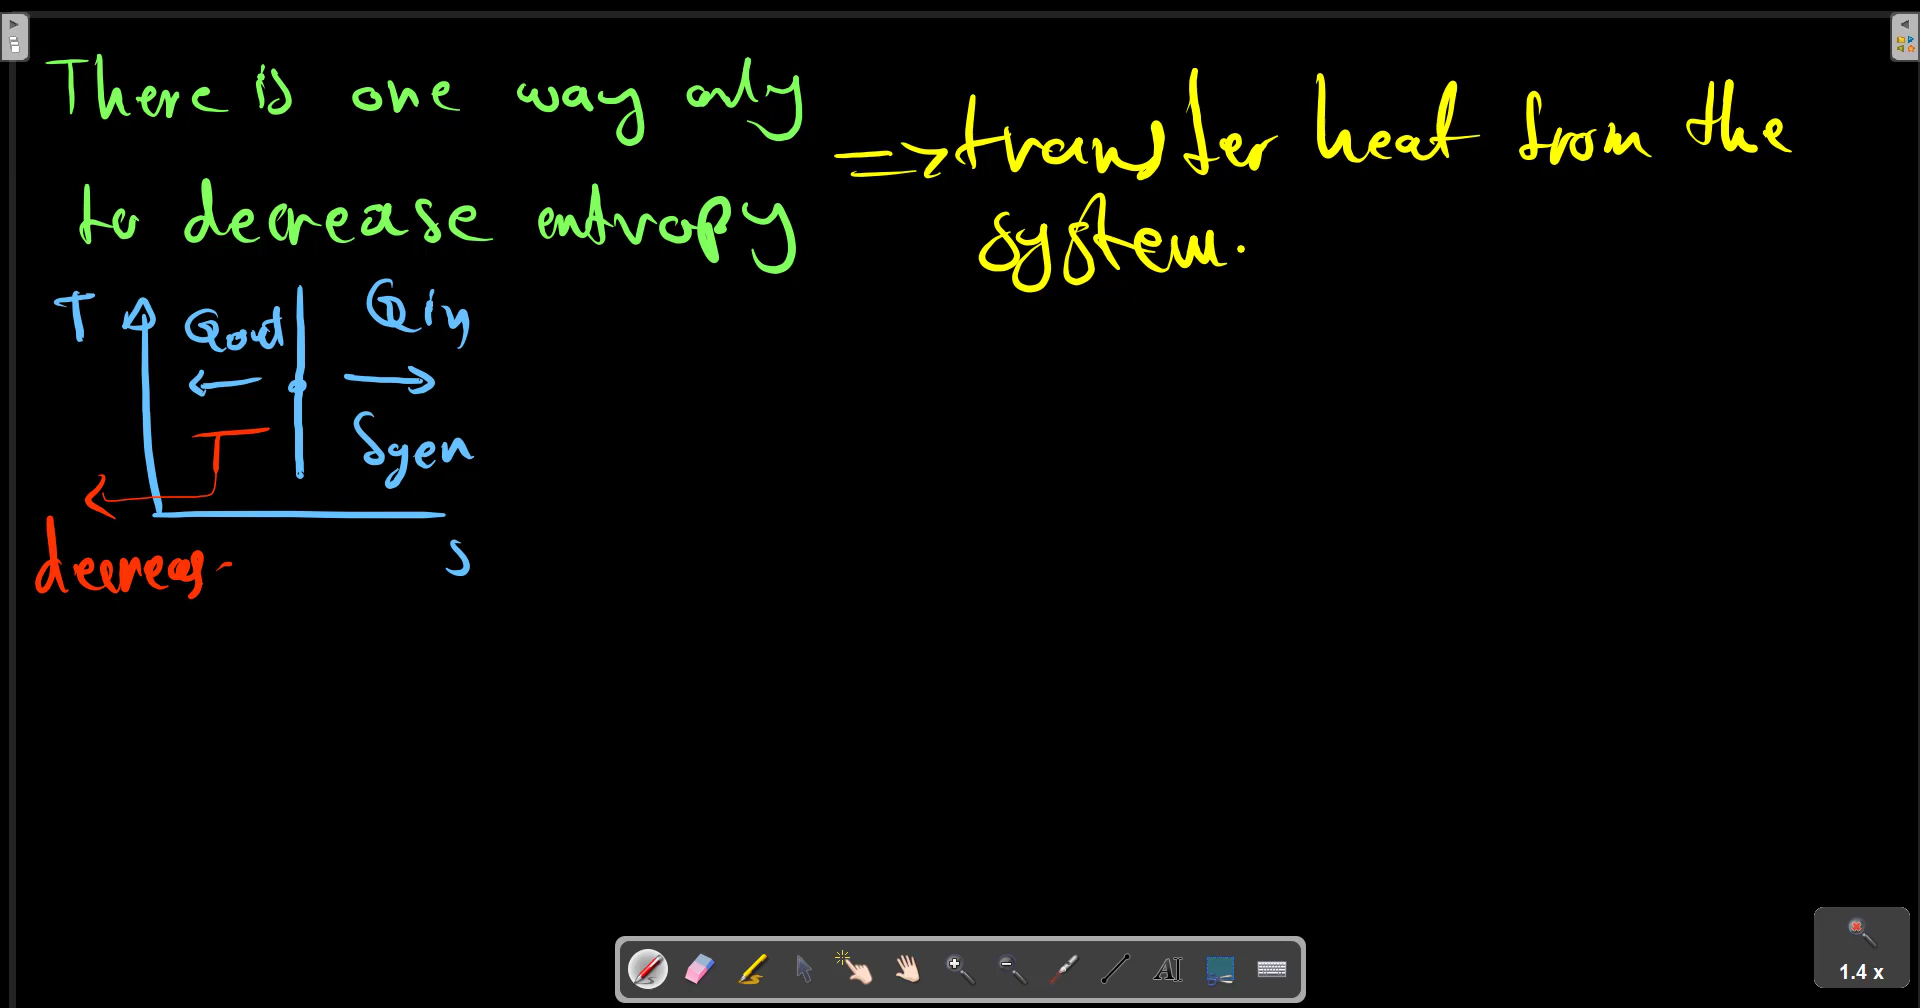 There is one way only
to decrease entropy
=> transfer heat from the
system.
T
Qout
Qin
Sgen
S
decreas
1.4 x